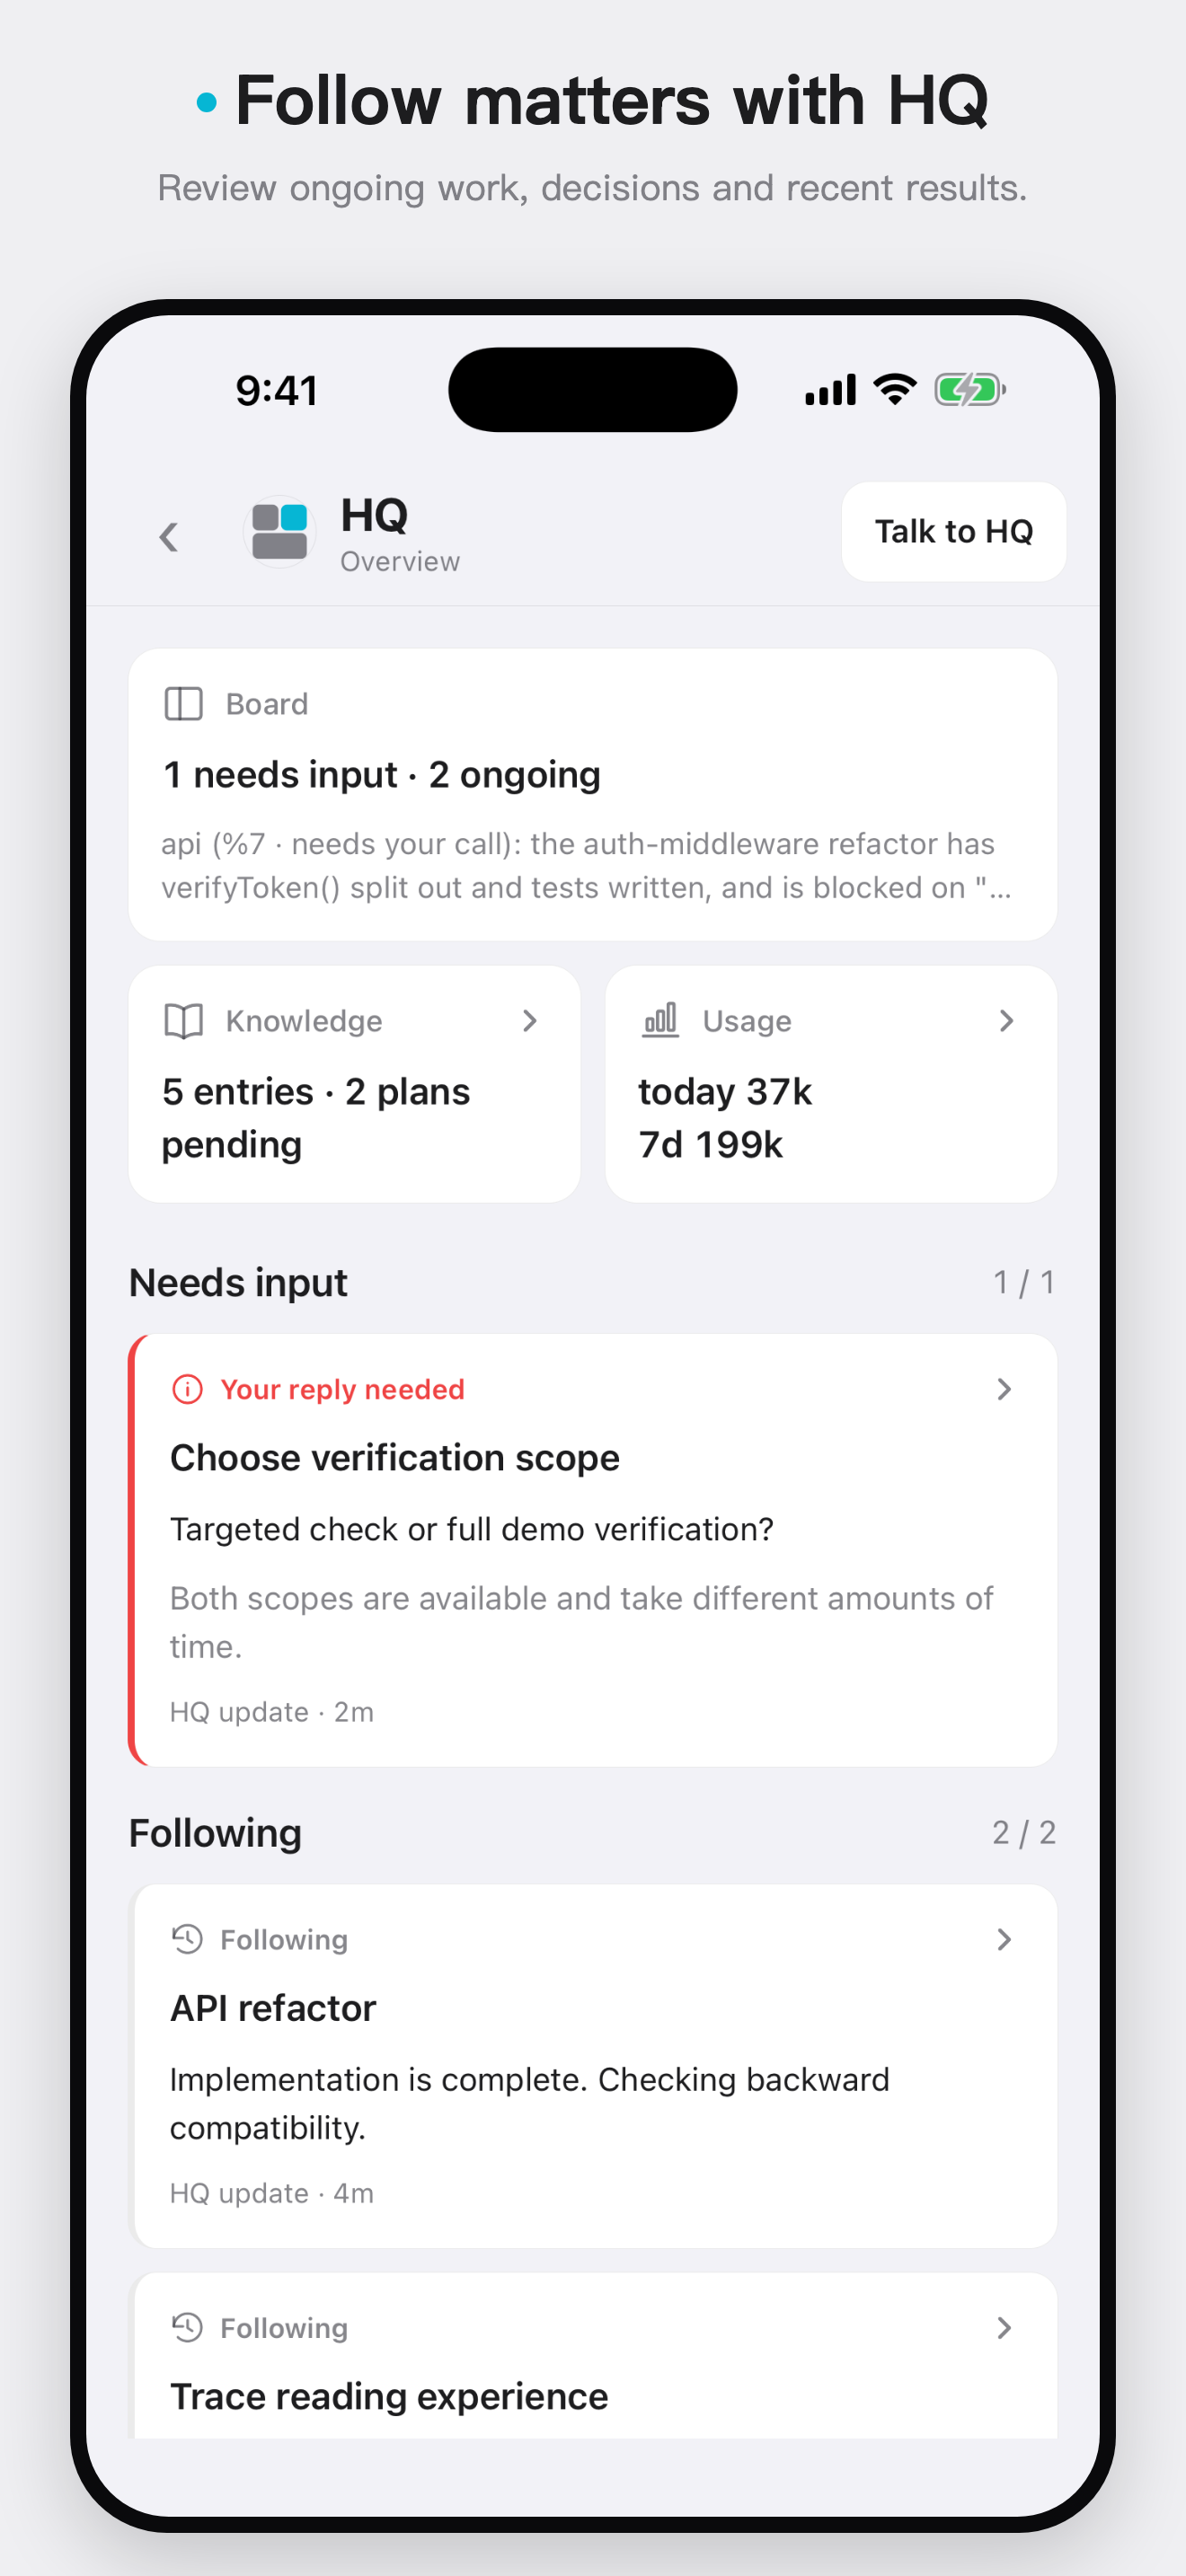 Follow matters with HQ
Review ongoing work, decisions and recent results.
9:41
HQ
Overview
Talk to HQ
Board
1 needs input · 2 ongoing
api (%7 · needs your call): the auth-middleware refactor has
verifyToken() split out and tests written, and is blocked on "...
Knowledge
5 entries · 2 plans
pending
Usage
today 37k
7d 199k
Needs input
1 / 1
Your reply needed
Choose verification scope
Targeted check or full demo verification?
Both scopes are available and take different amounts of
time.
HQ update · 2m
Following
2 / 2
Following
API refactor
Implementation is complete. Checking backward
compatibility.
HQ update · 4m
Following
Trace reading experience